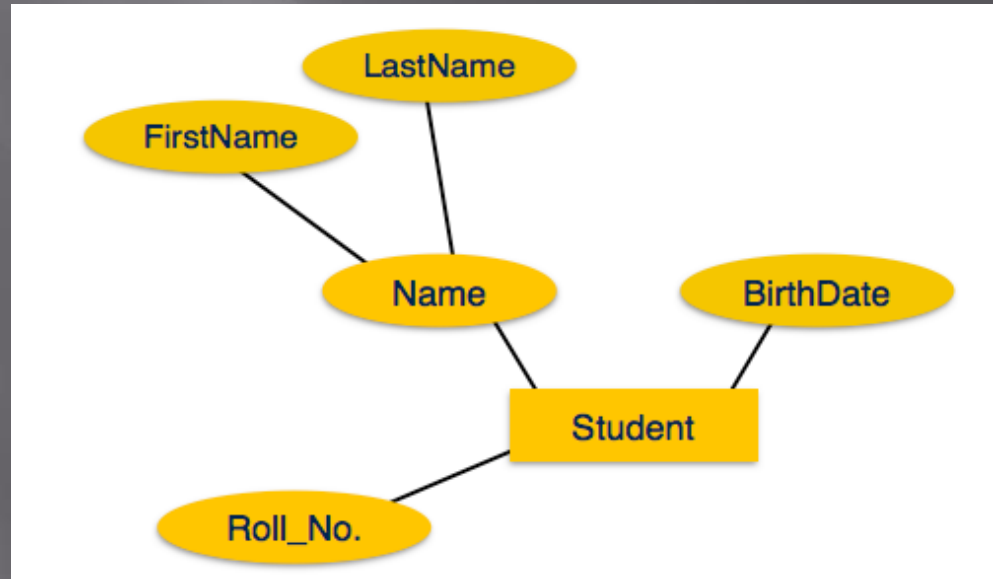 LastName
FirstName
Name
BirthDate
Student
Roll_No.